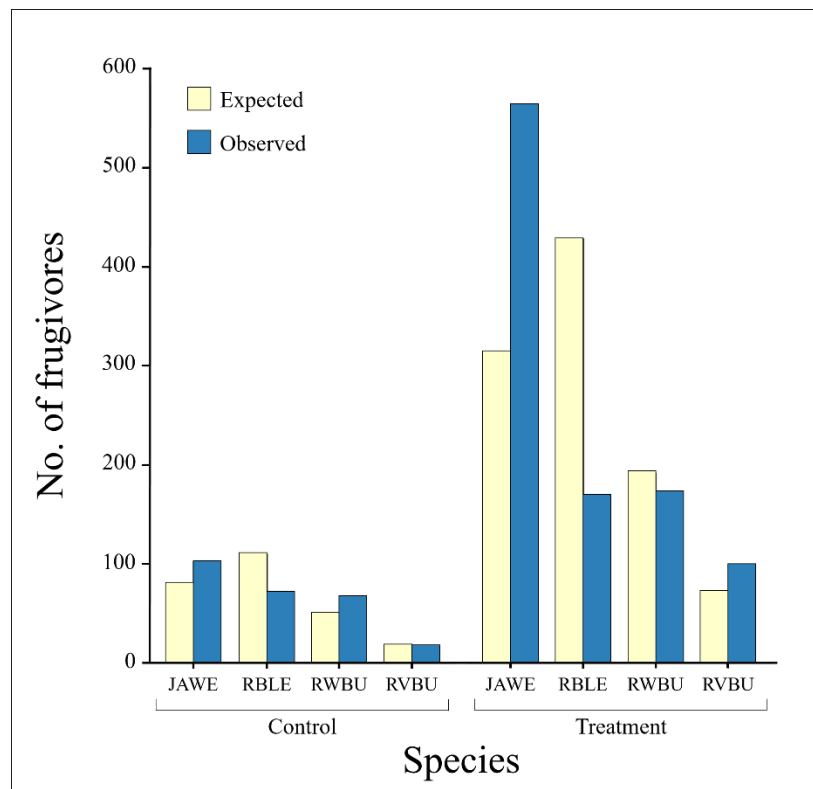 600
Expected
Observed
500
400
300
200
100
0
No. of frugivores
JAWE RBLE RWBU RVBU JAWE RBLE RWBU RVBU
Control Treatment
Species